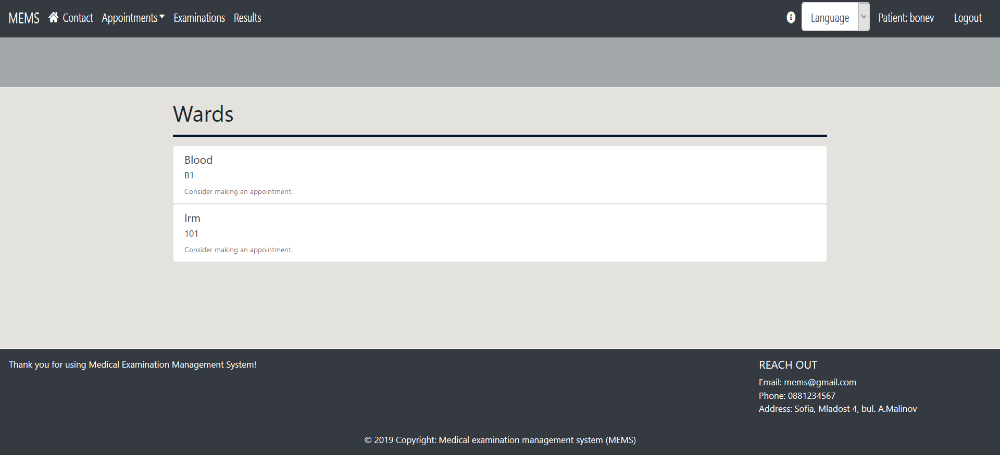 MEMS Contact Appointments Examinations Results Language Patient: bonev Logout
Wards
Blood
B1
Consider making an appointment.
Irm
101
Consider making an appointment.
Thank you for using Medical Examination Management System!
REACH OUT
Email: mems@gmail.com
Phone: 0881234567
Address: Sofia, Mladost 4, bul. A.Malinov
© 2019 Copyright: Medical examination management system (MEMS)